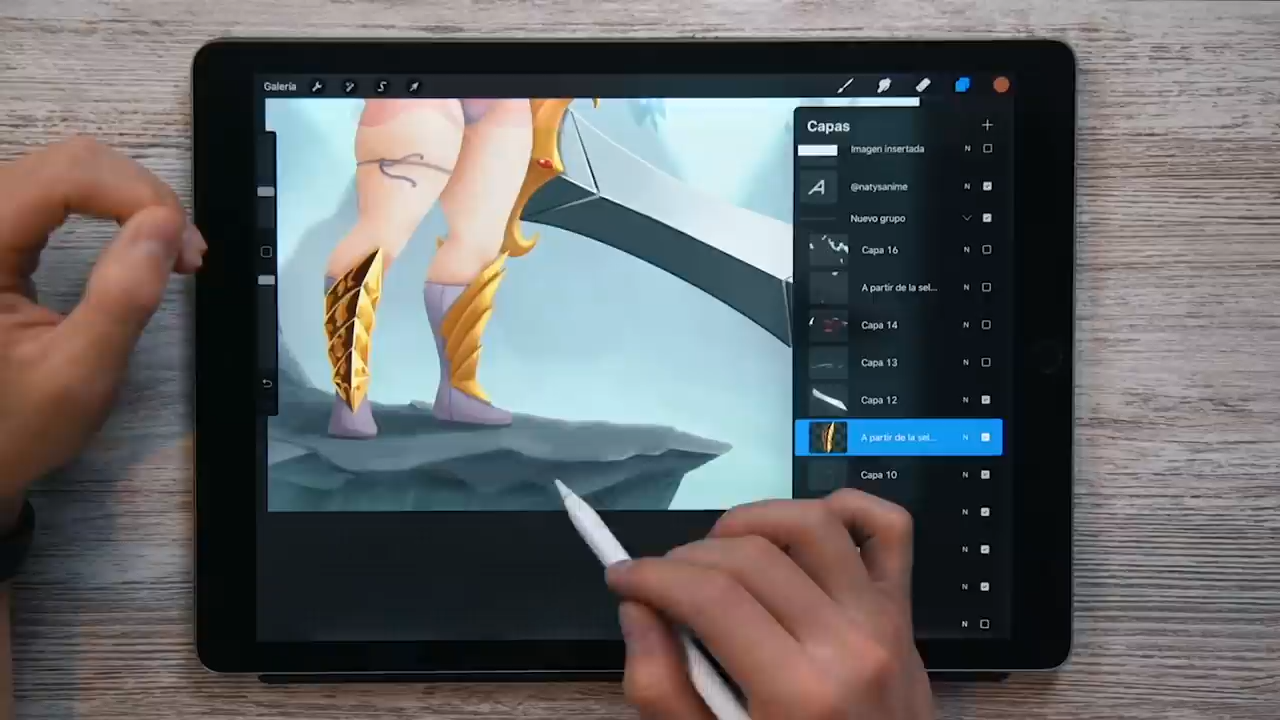 Galería
Capas
Imagen insertada N
@natysanime N
Nuevo grupo
Capa 16 N
A partir de la sel... N
Capa 14 N
Capa 13 N
Capa 12 N
A partir de la sel... N
Capa 10 N
N
N
N
N